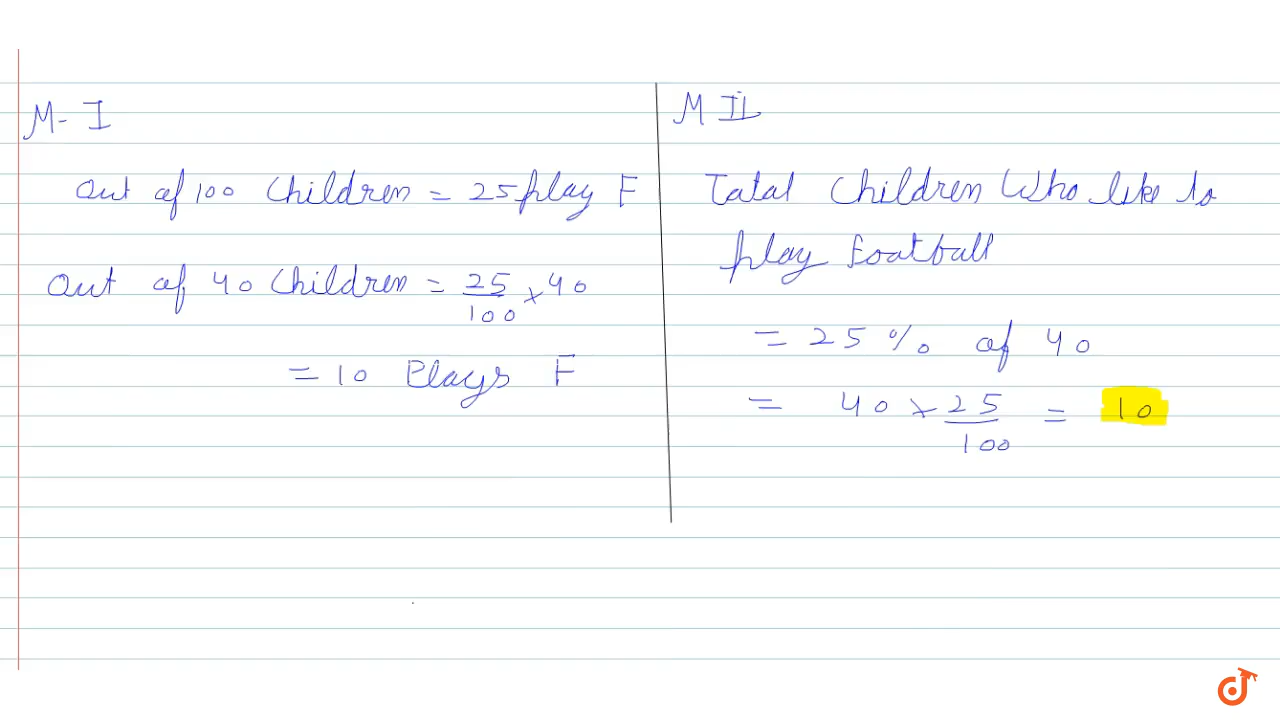 M- I
Out of 100 Children = 25 play F
Out of 40 Children = 25/100 × 40
= 10 Plays F
M II
Total Children Who like to
play Football
= 25 % of 40
= 40 × 25/100 = 10